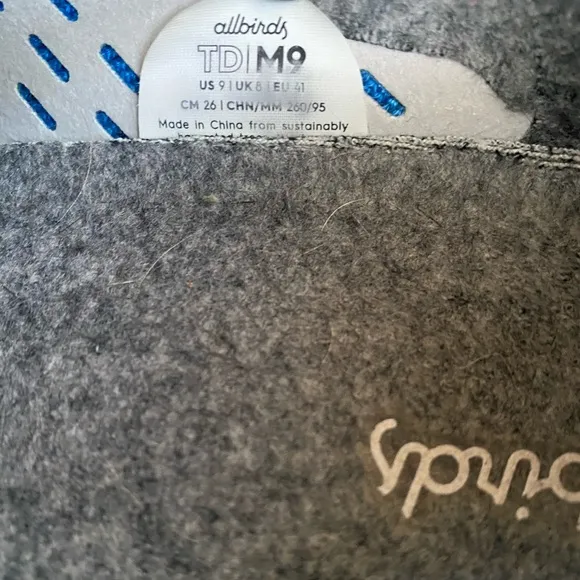 allbirds
TD|M9
US 9 | UK 8 | EU 41
CM 26 | CHN/MM 260/95
Made in China from sustainably
birds